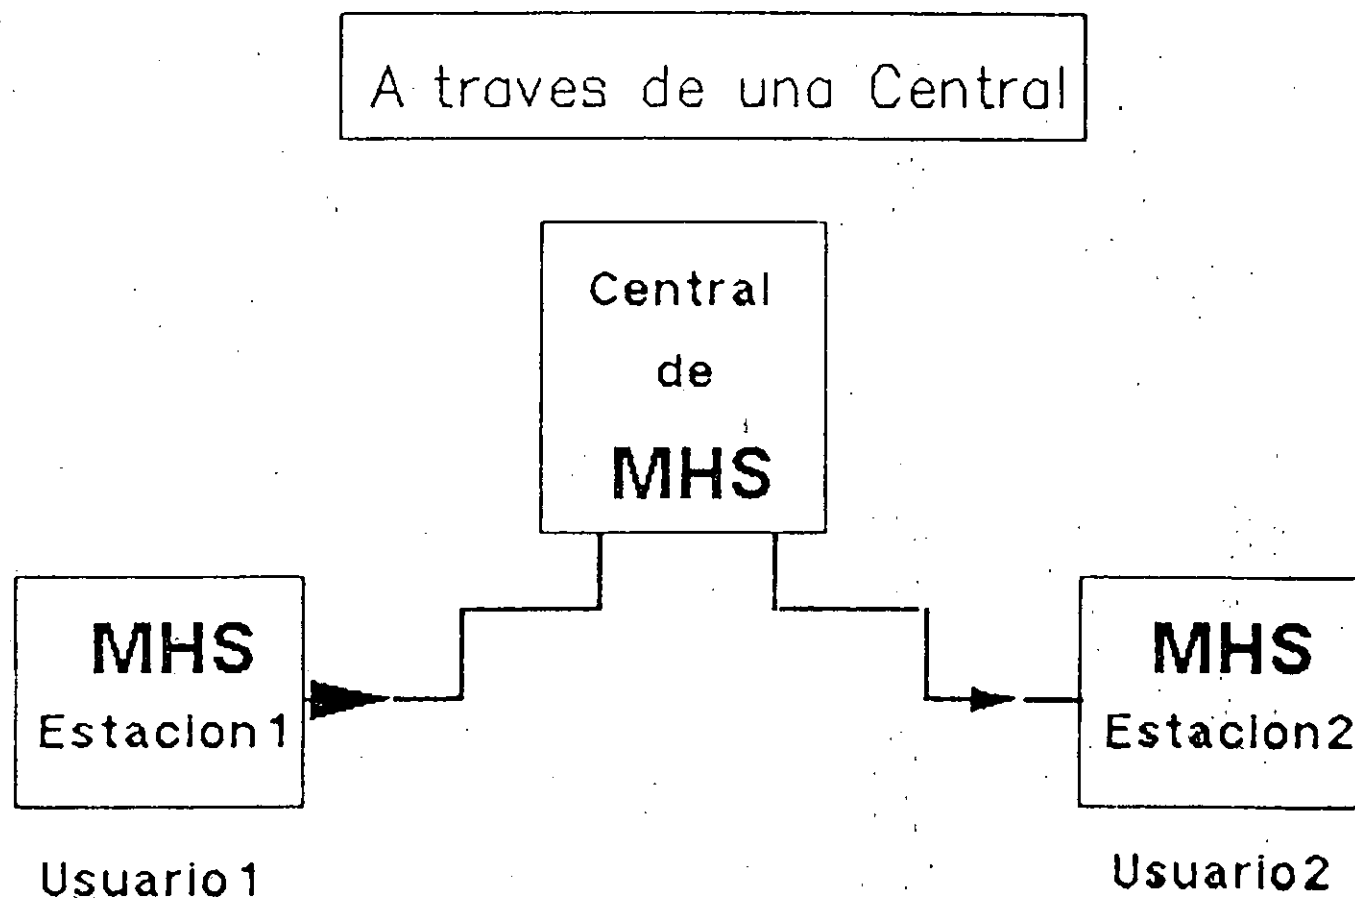 A traves de una Central
Central
de
MHS
MHS
Estacion1
Usuario1
MHS
Estacion2
Usuario2